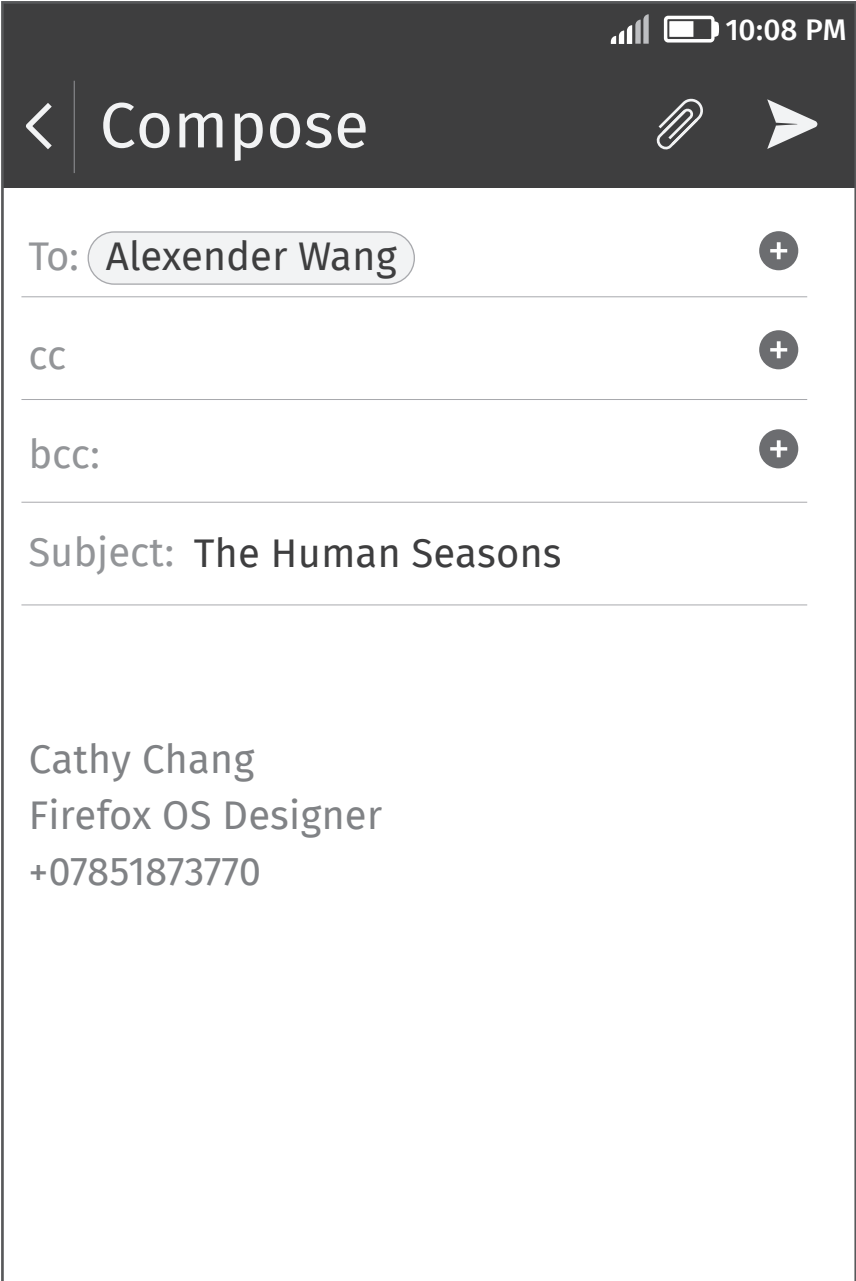 10:08 PM
Compose
To: Alexender Wang
cc
bcc:
Subject: The Human Seasons
Cathy Chang
Firefox OS Designer
+07851873770